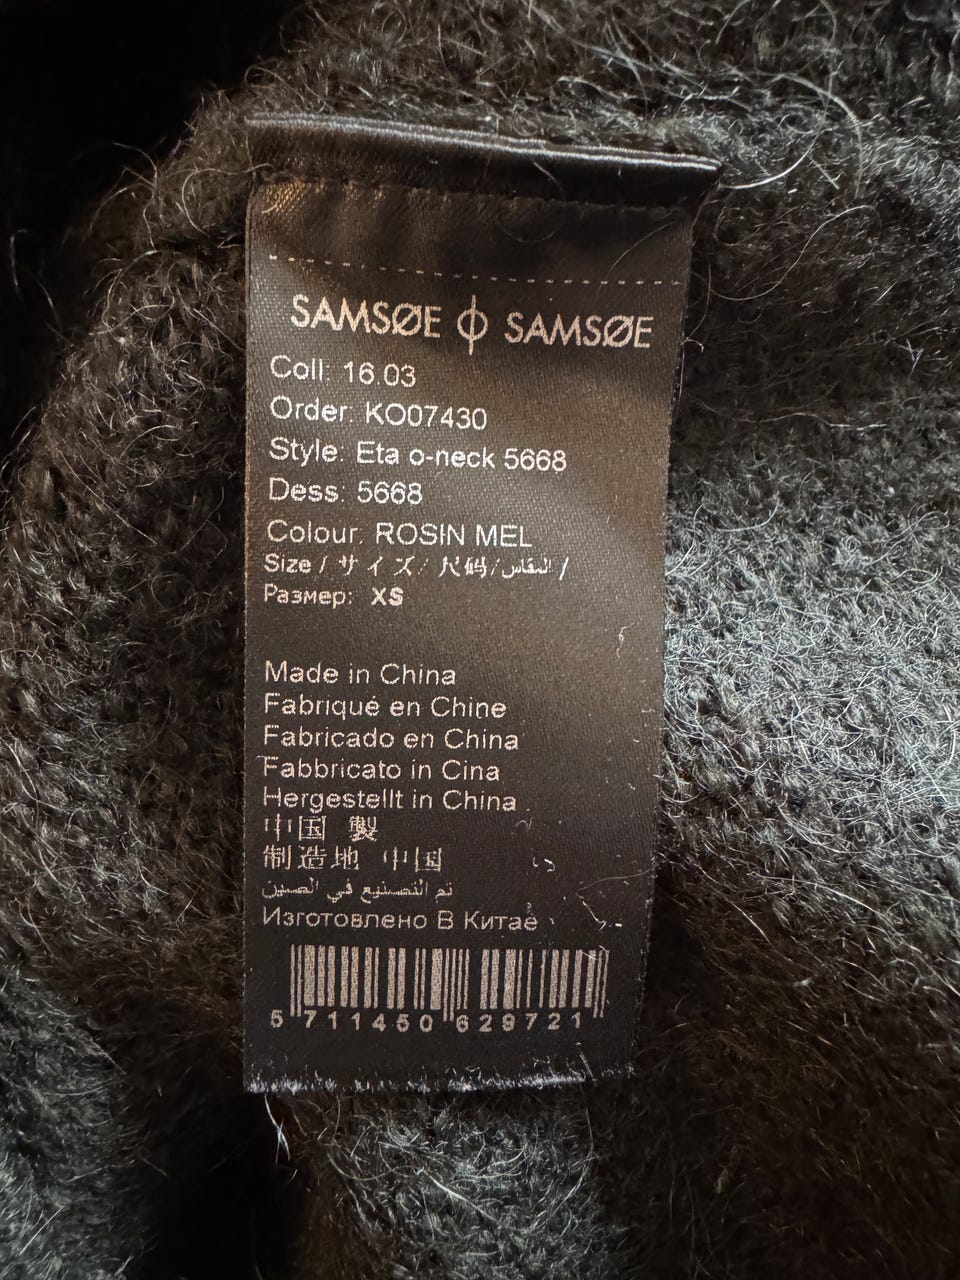 SAMSØE ϕ SAMSØE
Coll: 16.03
Order: KO07430
Style: Eta o-neck 5668
Dess: 5668
Colour: ROSIN MEL
Size / サイズ/ 尺码/المقاس /
Размер: XS
Made in China
Fabriqué en Chine
Fabricado en China
Fabbricato in Cina
Hergestellt in China
中国 製
制造地 中国
تم التصنيع في الصين
Изготовлено В Китае
5 711450 629721